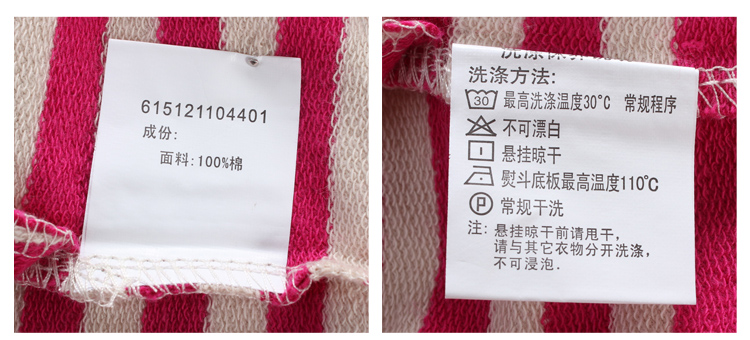 615121104401
成份:
面料:100%棉
洗涤方法:
30 最高洗涤温度30°C 常规程序
不可漂白
悬挂晾干
熨斗底板最高温度110°C
P 常规干洗
注: 悬挂晾干前请甩干,
请与其它衣物分开洗涤,
不可浸泡.